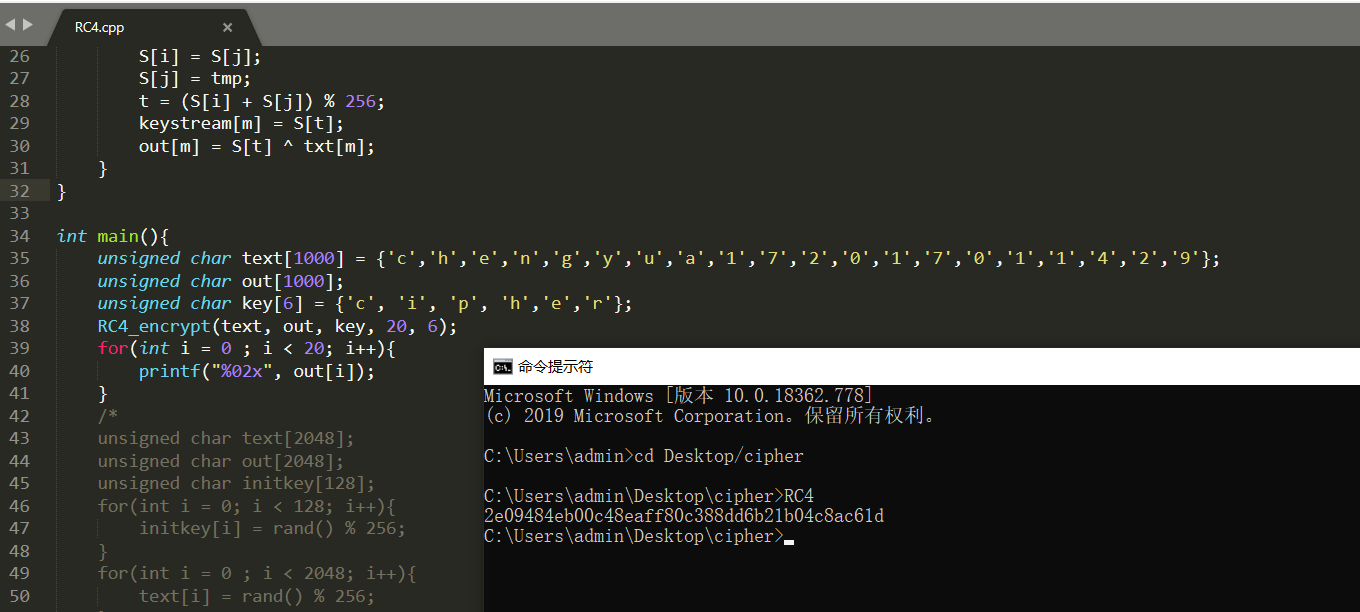 RC4.cpp
26 S[i] = S[j];
27 S[j] = tmp;
28 t = (S[i] + S[j]) % 256;
29 keystream[m] = S[t];
30 out[m] = S[t] ^ txt[m];
31 }
32 }
33
34 int main(){
35 unsigned char text[1000] = {'c','h','e','n','g','y','u','a','1','7','2','0','1','7','0','1','1','4','2','9'};
36 unsigned char out[1000];
37 unsigned char key[6] = {'c', 'i', 'p', 'h','e','r'};
38 RC4_encrypt(text, out, key, 20, 6);
39 for(int i = 0 ; i < 20; i++){
40 printf("%02x", out[i]);
41 }
42 /*
43 unsigned char text[2048];
44 unsigned char out[2048];
45 unsigned char initkey[128];
46 for(int i = 0; i < 128; i++){
47 initkey[i] = rand() % 256;
48 }
49 for(int i = 0 ; i < 2048; i++){
50 text[i] = rand() % 256;
命令提示符
Microsoft Windows [版本 10.0.18362.778]
(c) 2019 Microsoft Corporation。保留所有权利。
C:\Users\admin>cd Desktop/cipher
C:\Users\admin\Desktop\cipher>RC4
2e09484eb00c48eaff80c388dd6b21b04c8ac61d
C:\Users\admin\Desktop\cipher>